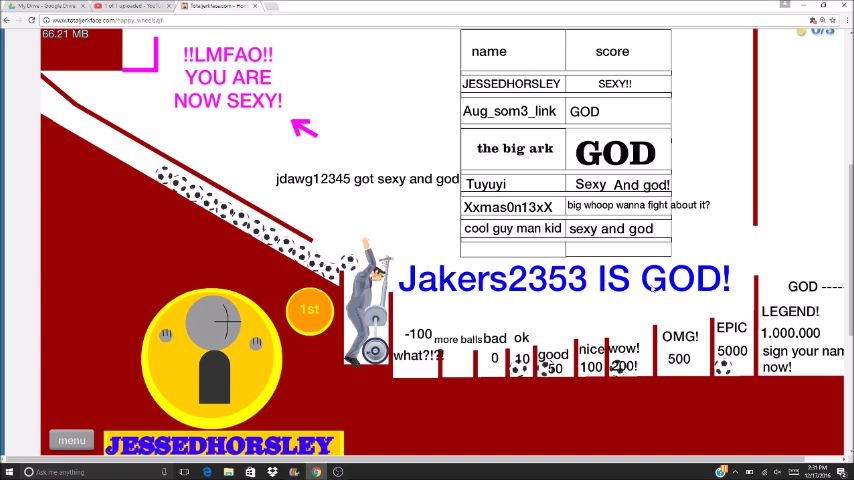 My Drive - Google Drive
1 of 1 uploaded - YouTu
Totaljerkface.com - Hom
www.totaljerkface.com/happy_wheels.tjf
66.21 MB
!!LMFAO!!
YOU ARE
NOW SEXY!
name score
JESSEDHORSLEY SEXY!!
Aug_som3_link GOD
the big ark GOD
jdawg12345 got sexy and god
Tuyuyi Sexy And god!
Xxmas0n13xX big whoop wanna fight about it?
cool guy man kid sexy and god
Jakers2353 IS GOD!
1st
GOD -----
LEGEND!
1.000.000
sign your nam
now!
-100
what?!?!
more balls
bad
0
ok
10
good
50
nice
100
wow!
200!
OMG!
500
EPIC
5000
menu
JESSEDHORSLEY
Ask me anything
2:31 PM
12/17/2016